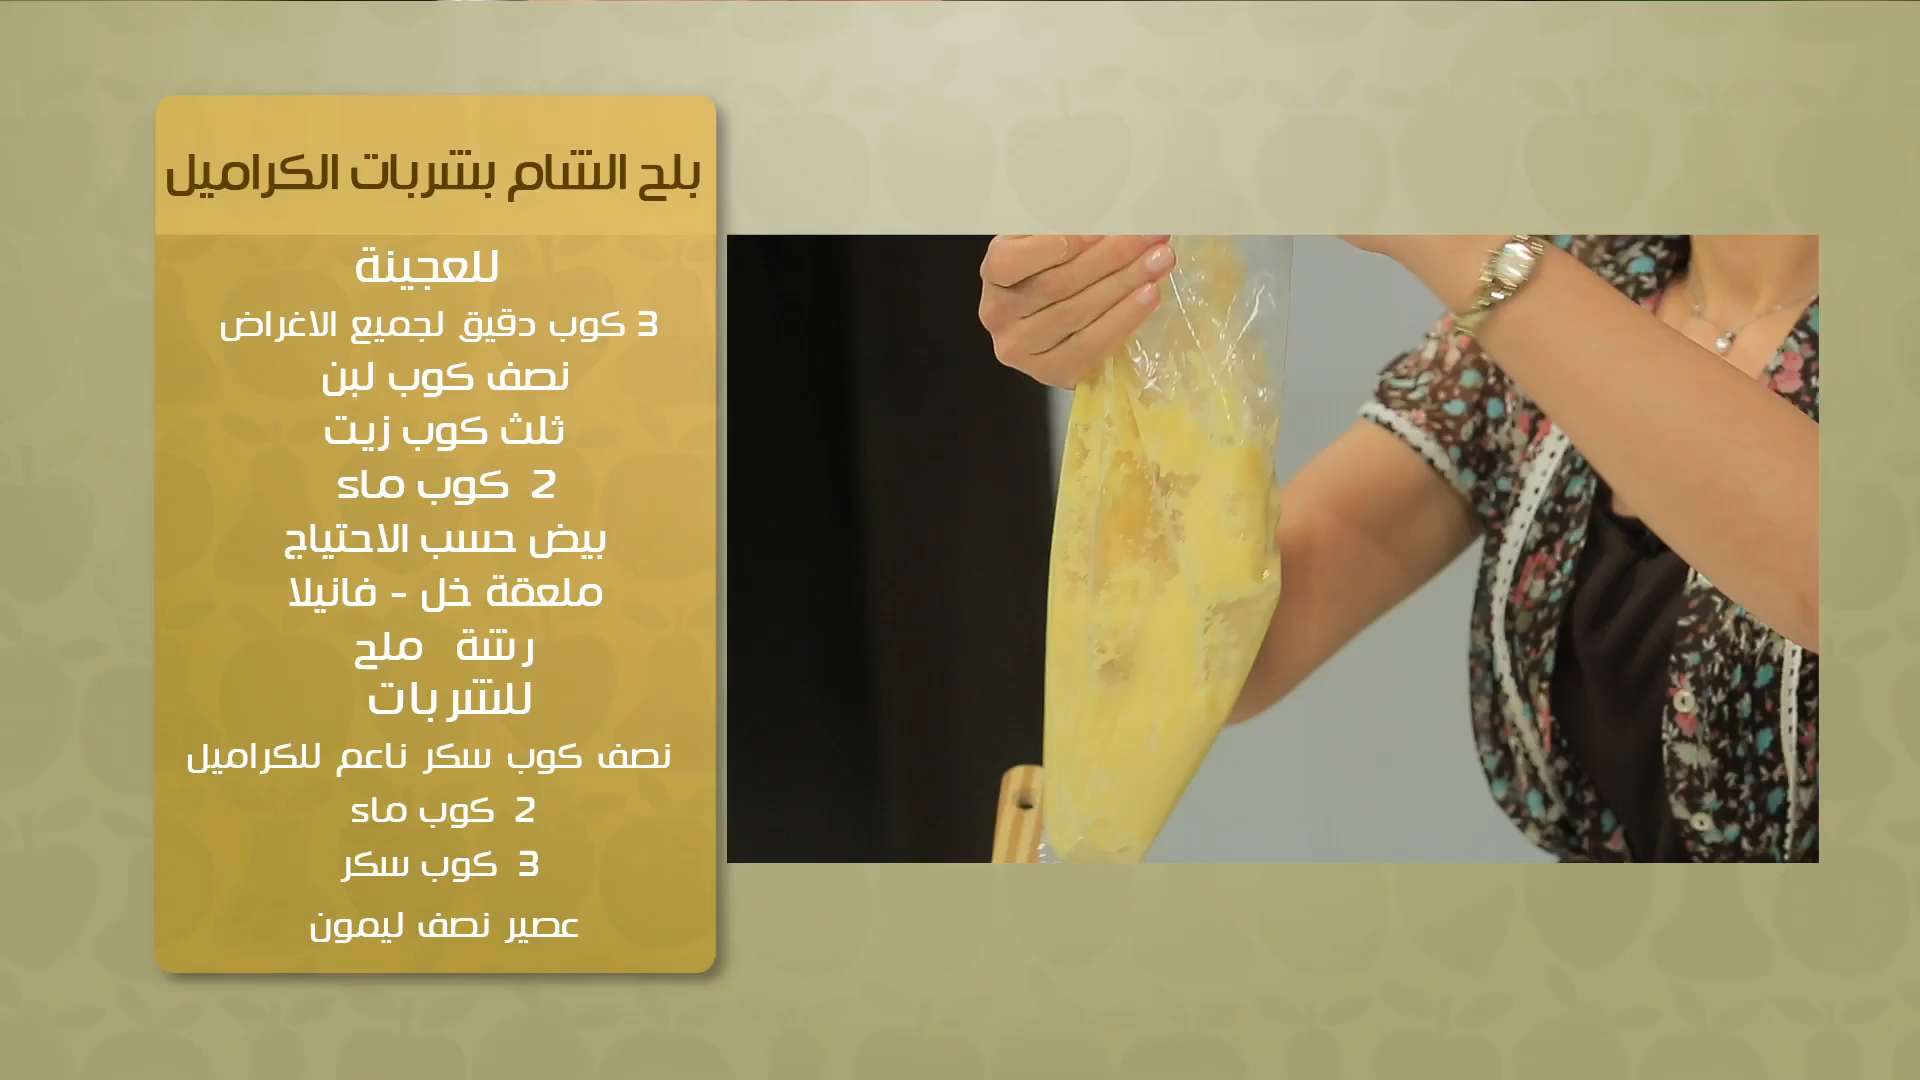 بلح الشام بشربات الكراميل
للعجينة
3 كوب دقيق لجميع الاغراض
نصف كوب لبن
ثلث كوب زيت
2 كوب ماء
بيض حسب الاحتياج
ملعقة خل - فانيلا
رشة ملح
للشربات
نصف كوب سكر ناعم للكراميل
2 كوب ماء
3 كوب سكر
عصير نصف ليمون